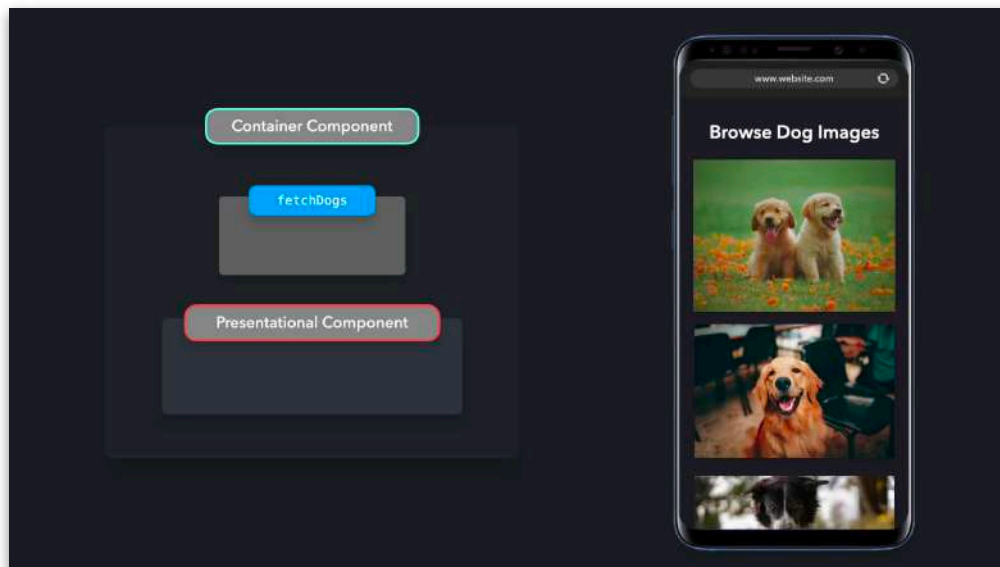 Container Component
fetchDogs
Presentational Component
www.website.com
Browse Dog Images